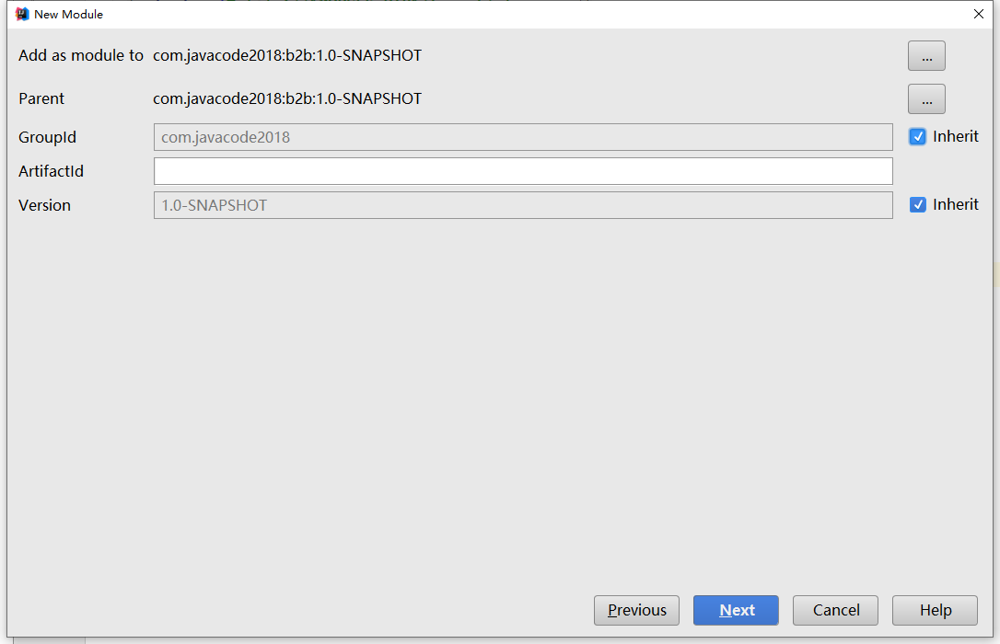 New Module
Add as module to com.javacode2018:b2b:1.0-SNAPSHOT ...
Parent com.javacode2018:b2b:1.0-SNAPSHOT ...
GroupId com.javacode2018 Inherit
ArtifactId
Version 1.0-SNAPSHOT Inherit
Previous Next Cancel Help